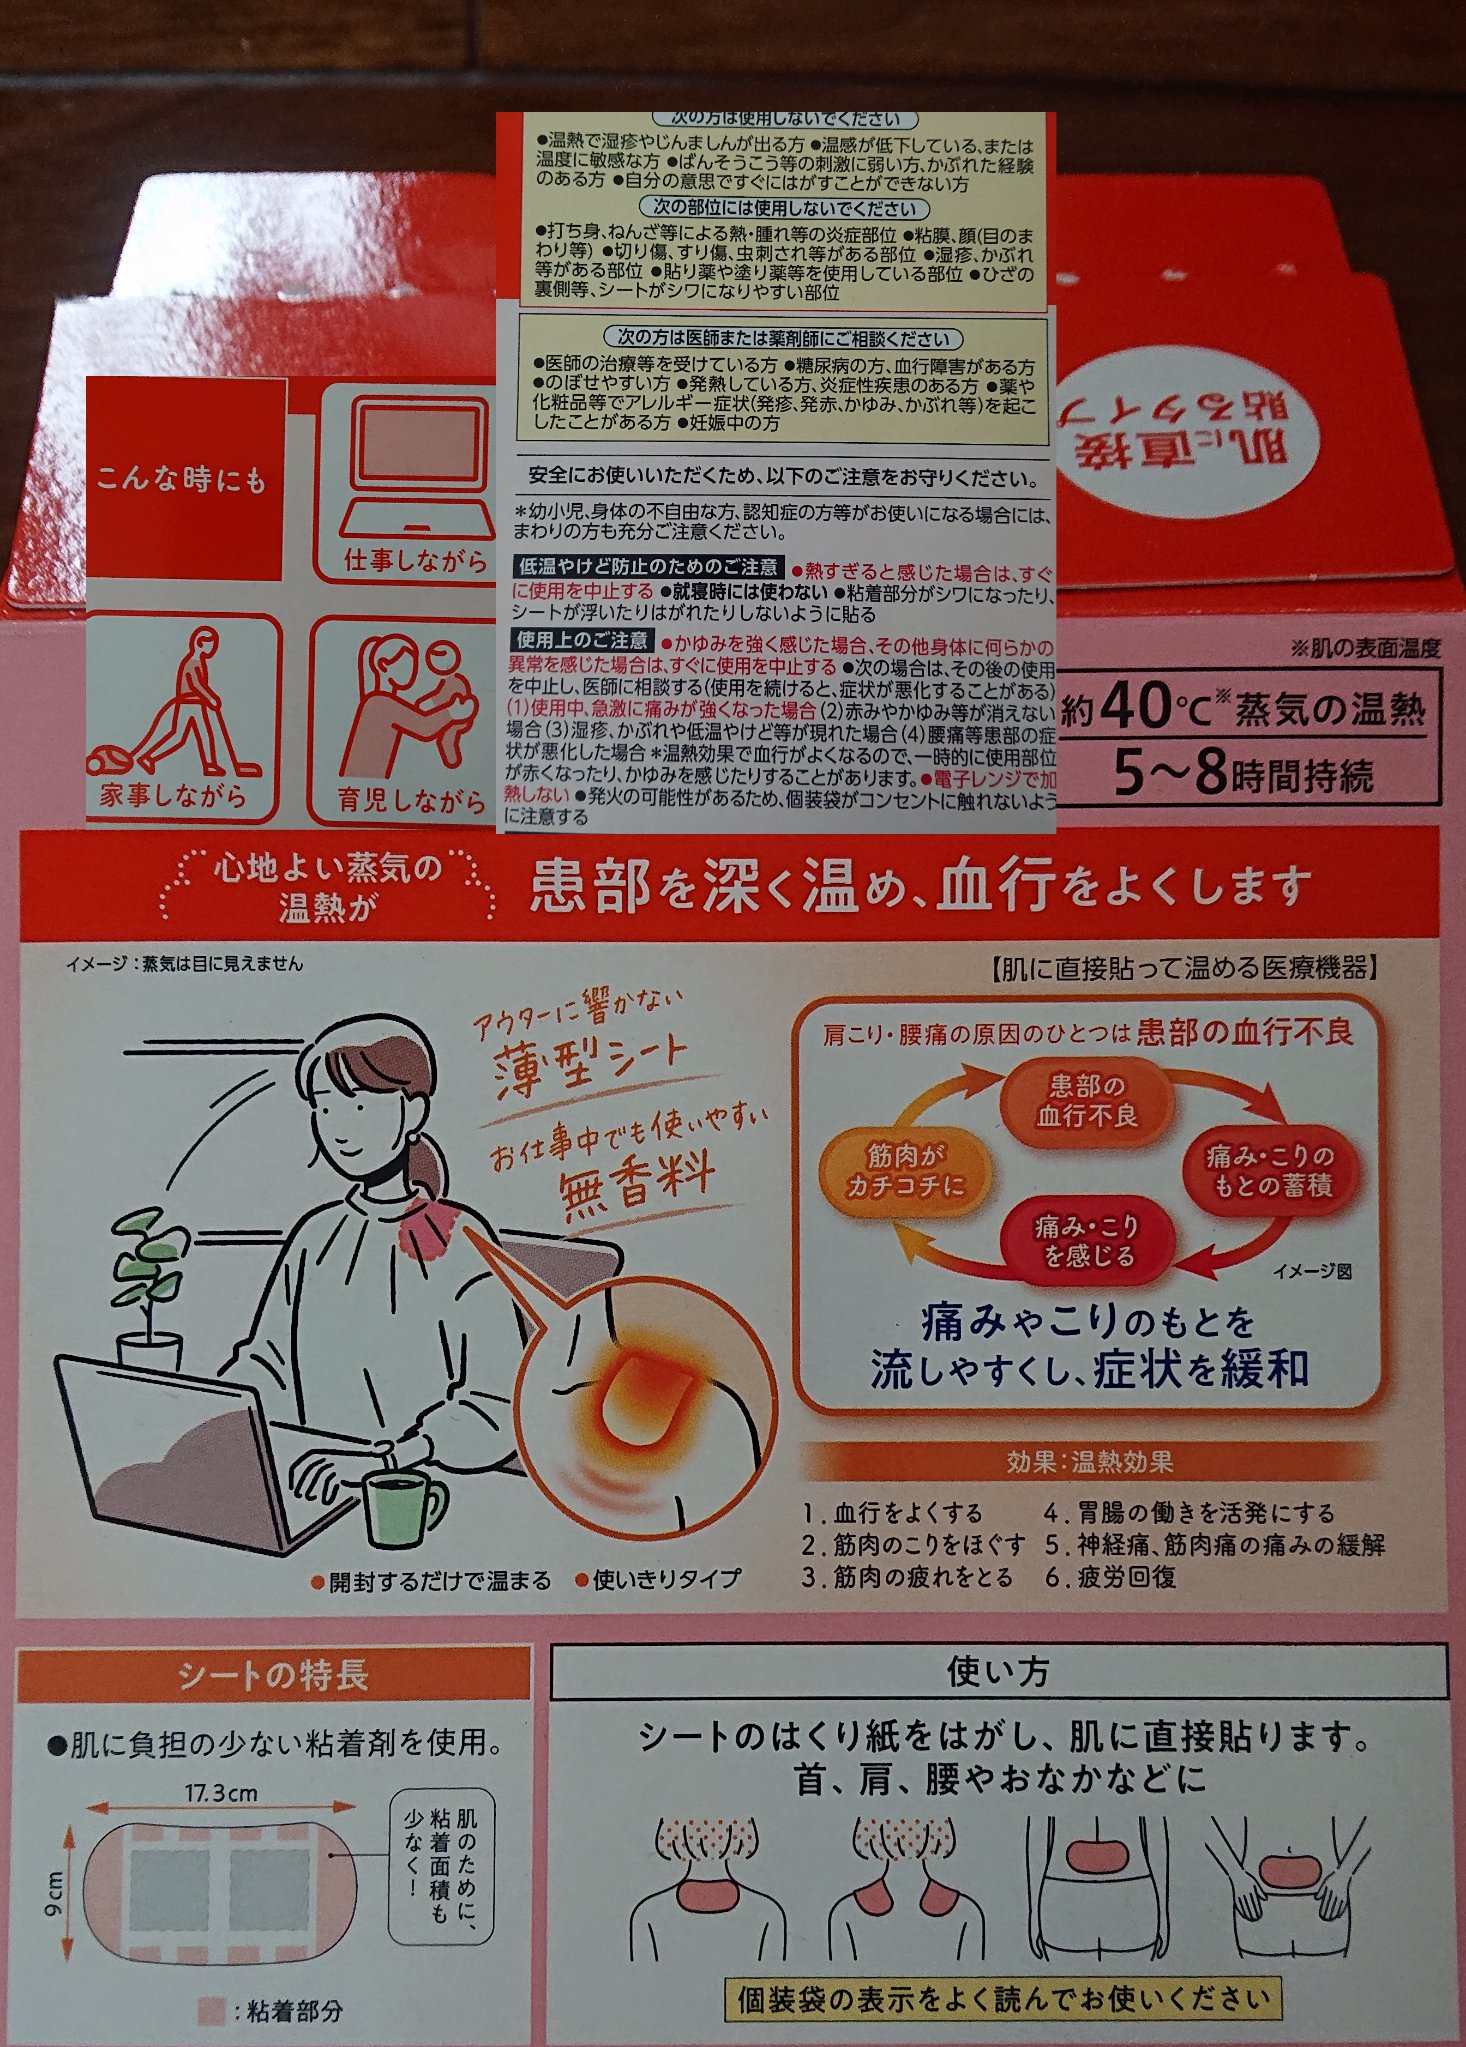 次の方は使用しないでください
●温熱で湿疹やじんましんが出る方 ●温感が低下している、または
温度に敏感な方 ●ばんそうこう等の刺激に弱い方、かぶれた経験
のある方 ●自分の意思ですぐにはがすことができない方
次の部位には使用しないでください
●打ち身、ねんざ等による熱・腫れ等の炎症部位 ●粘膜、顔(目のま
わり等) ●切り傷、すり傷、虫刺され等がある部位 ●湿疹、かぶれ
等がある部位 ●貼り薬や塗り薬等を使用している部位 ●ひざの
裏側等、シートがシワになりやすい部位
次の方は医師または薬剤師にご相談ください
●医師の治療等を受けている方 ●糖尿病の方、血行障害がある方
●のぼせやすい方 ●発熱している方、炎症性疾患のある方 ●薬や
化粧品等でアレルギー症状(発疹、発赤、かゆみ、かぶれ等)を起こ
したことがある方 ●妊娠中の方
安全にお使いいただくため、以下のご注意をお守りください。
＊幼小児、身体の不自由な方、認知症の方等がお使いになる場合には、
まわりの方も充分ご注意ください。
低温やけど防止のためのご注意 ●熱すぎると感じた場合は、すぐ
に使用を中止する ●就寝時には使わない ●粘着部分がシワになったり、
シートが浮いたりはがれたりしないように貼る
使用上のご注意 ●かゆみを強く感じた場合、その他身体に何らかの
異常を感じた場合は、すぐに使用を中止する ●次の場合は、その後の使用
を中止し、医師に相談する(使用を続けると、症状が悪化することがある)
(1)使用中、急激に痛みが強くなった場合 (2)赤みやかゆみ等が消えない
場合 (3)湿疹、かぶれや低温やけど等が現れた場合 (4)腰痛等患部の症
状が悪化した場合 ＊温熱効果で血行がよくなるので、一時的に使用部位
が赤くなったり、かゆみを感じたりすることがあります。●電子レンジで加
熱しない ●発火の可能性があるため、個装袋がコンセントに触れないよう
に注意する
こんな時にも
仕事しながら
家事しながら
育児しながら
肌に直接
貼るタイプ
※肌の表面温度
約40℃※蒸気の温熱
5〜8時間持続
心地よい蒸気の
温熱が
患部を深く温め、血行をよくします
イメージ：蒸気は目に見えません
【肌に直接貼って温める医療機器】
アウターに響かない
薄型シート
お仕事中でも使いやすい
無香料
肩こり・腰痛の原因のひとつは患部の血行不良
患部の
血行不良
痛み・こりの
もとの蓄積
痛み・こり
を感じる
筋肉が
カチコチに
イメージ図
痛みやこりのもとを
流しやすくし、症状を緩和
効果：温熱効果
1. 血行をよくする
2. 筋肉のこりをほぐす
3. 筋肉の疲れをとる
4. 胃腸の働きを活発にする
5. 神経痛、筋肉痛の痛みの緩解
6. 疲労回復
●開封するだけで温まる ●使いきりタイプ
シートの特長
●肌に負担の少ない粘着剤を使用。
17.3cm
9cm
肌のために、
粘着面積も
少なく！
：粘着部分
使い方
シートのはくり紙をはがし、肌に直接貼ります。
首、肩、腰やおなかなどに
個装袋の表示をよく読んでお使いください